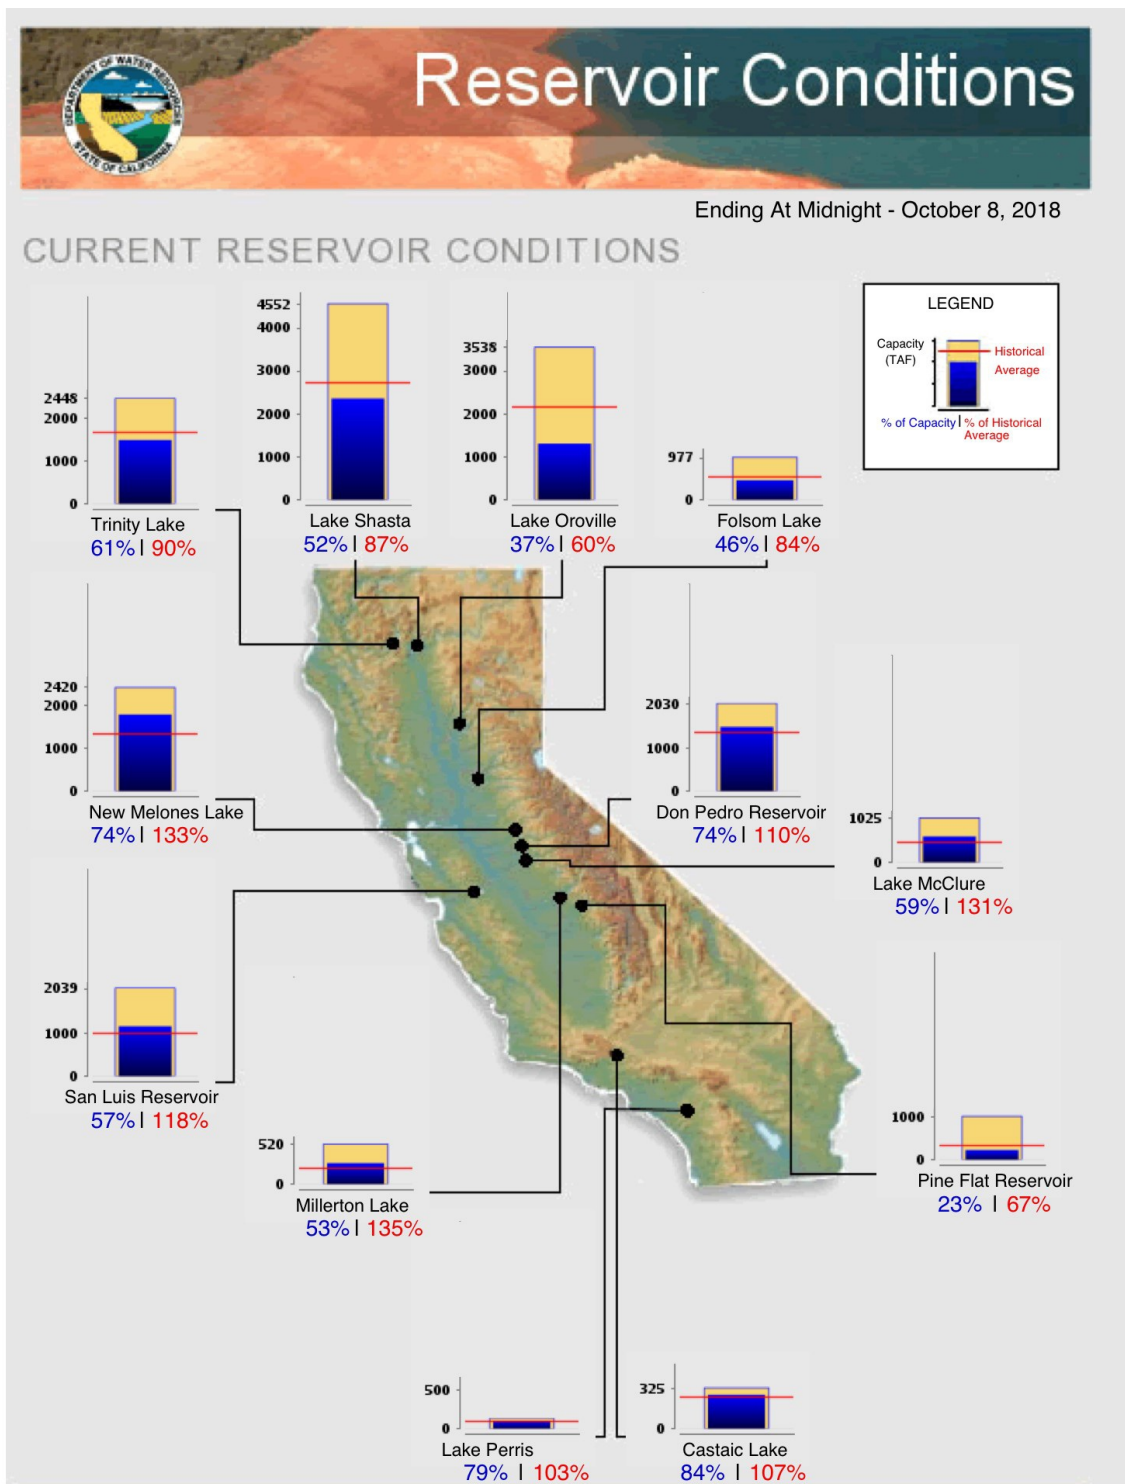 DEPARTMENT OF WATER RESOURCES
STATE OF CALIFORNIA
Reservoir Conditions
Ending At Midnight - October 8, 2018
CURRENT RESERVOIR CONDITIONS
LEGEND
Capacity
(TAF)
Historical
Average
% of Capacity | % of Historical
Average
2448
2000
1000
0
Trinity Lake
61% | 90%
4552
4000
3000
2000
1000
0
Lake Shasta
52% | 87%
3538
3000
2000
1000
0
Lake Oroville
37% | 60%
977
0
Folsom Lake
46% | 84%
2420
2000
1000
0
New Melones Lake
74% | 133%
2030
1000
0
Don Pedro Reservoir
74% | 110%
1025
0
Lake McClure
59% | 131%
2039
1000
0
San Luis Reservoir
57% | 118%
520
0
Millerton Lake
53% | 135%
1000
0
Pine Flat Reservoir
23% | 67%
500
0
Lake Perris
79% | 103%
325
0
Castaic Lake
84% | 107%